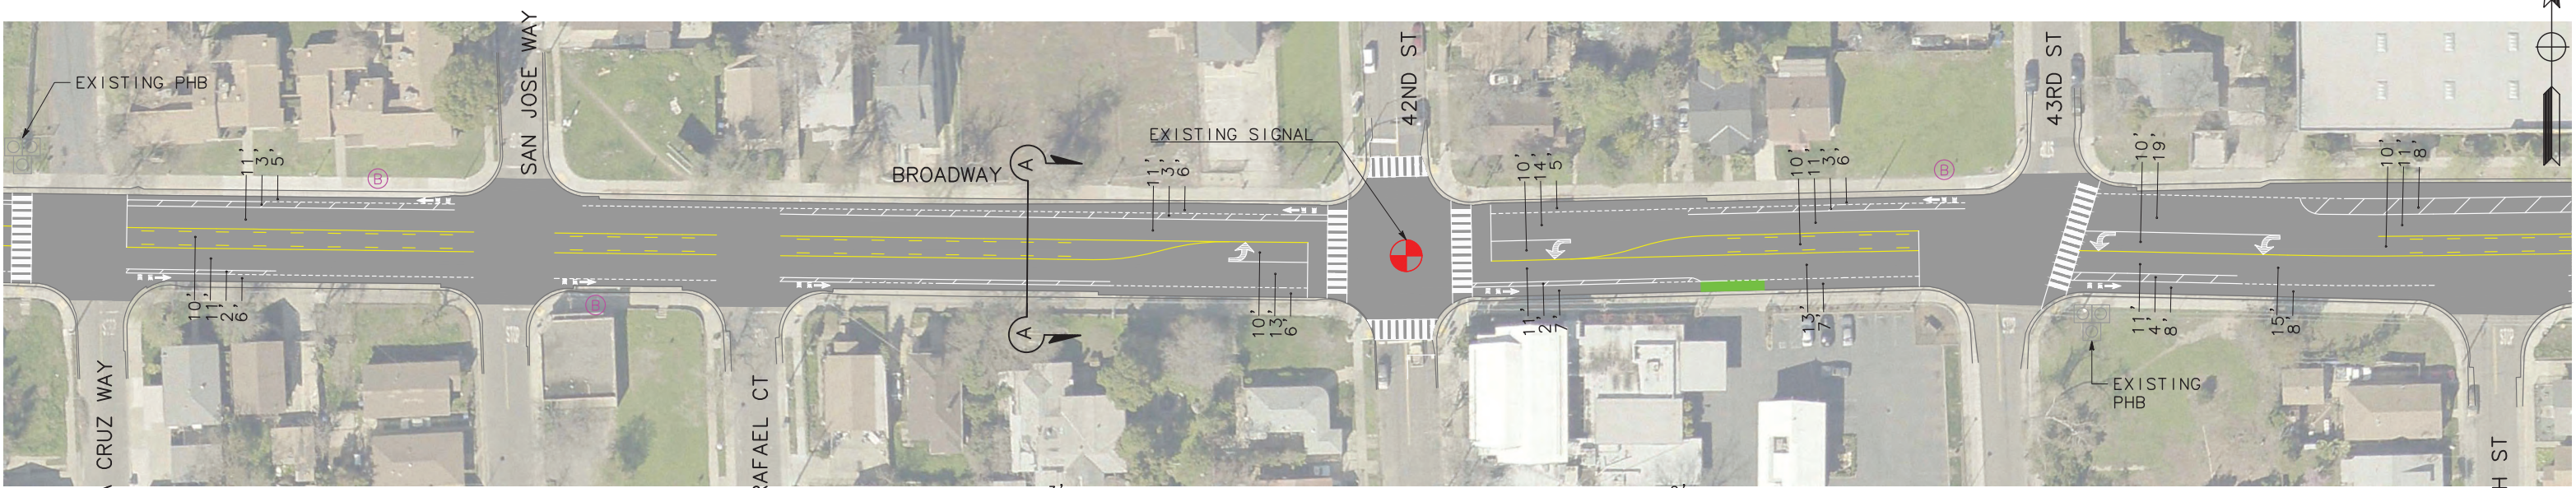 EXISTING PHB
SAN JOSE WAY
BROADWAY
EXISTING SIGNAL
42ND ST
43RD ST
11'
3'
5'
B
A
11'
3'
6'
10'
14'
5'
10'
11'
3'
6'
B
10'
19'
10'
11'
8'
10'
11'
2'
6'
B
A
10'
13'
6'
11'
2'
7'
13'
7'
11'
4'
8'
15'
8'
EXISTING
PHB
CRUZ WAY
RAFAEL CT
H ST